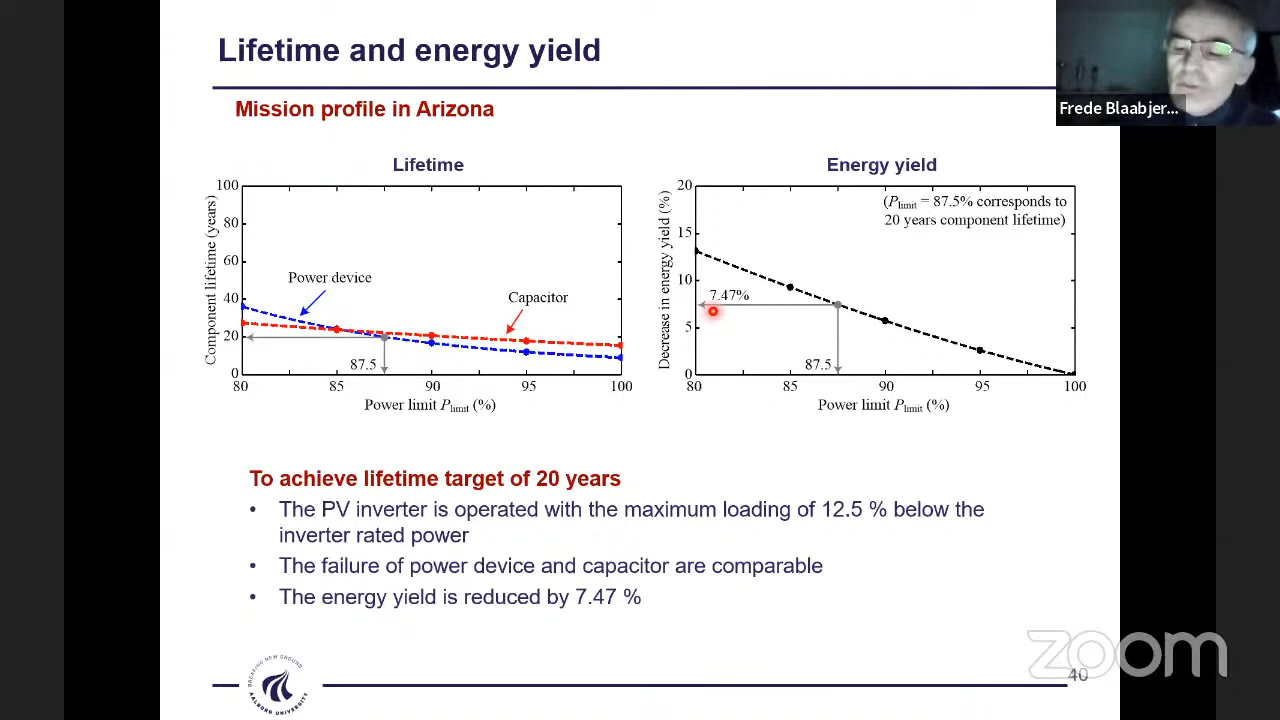 Lifetime and energy yield
Frede Blaabjer...
Mission profile in Arizona
Lifetime
Component lifetime (years)
100
80
60
40
20
0
Power device
Capacitor
87.5
80
85
90
95
100
Power limit Plimit (%)
Energy yield
Decrease in energy yield (%)
20
15
10
5
0
(Plimit = 87.5% corresponds to
20 years component lifetime)
7.47%
87.5
80
85
90
95
100
Power limit Plimit (%)
To achieve lifetime target of 20 years
• The PV inverter is operated with the maximum loading of 12.5 % below the
inverter rated power
• The failure of power device and capacitor are comparable
• The energy yield is reduced by 7.47 %
BREAKING NEW GROUND
AALBORG UNIVERSITY
zoom
40